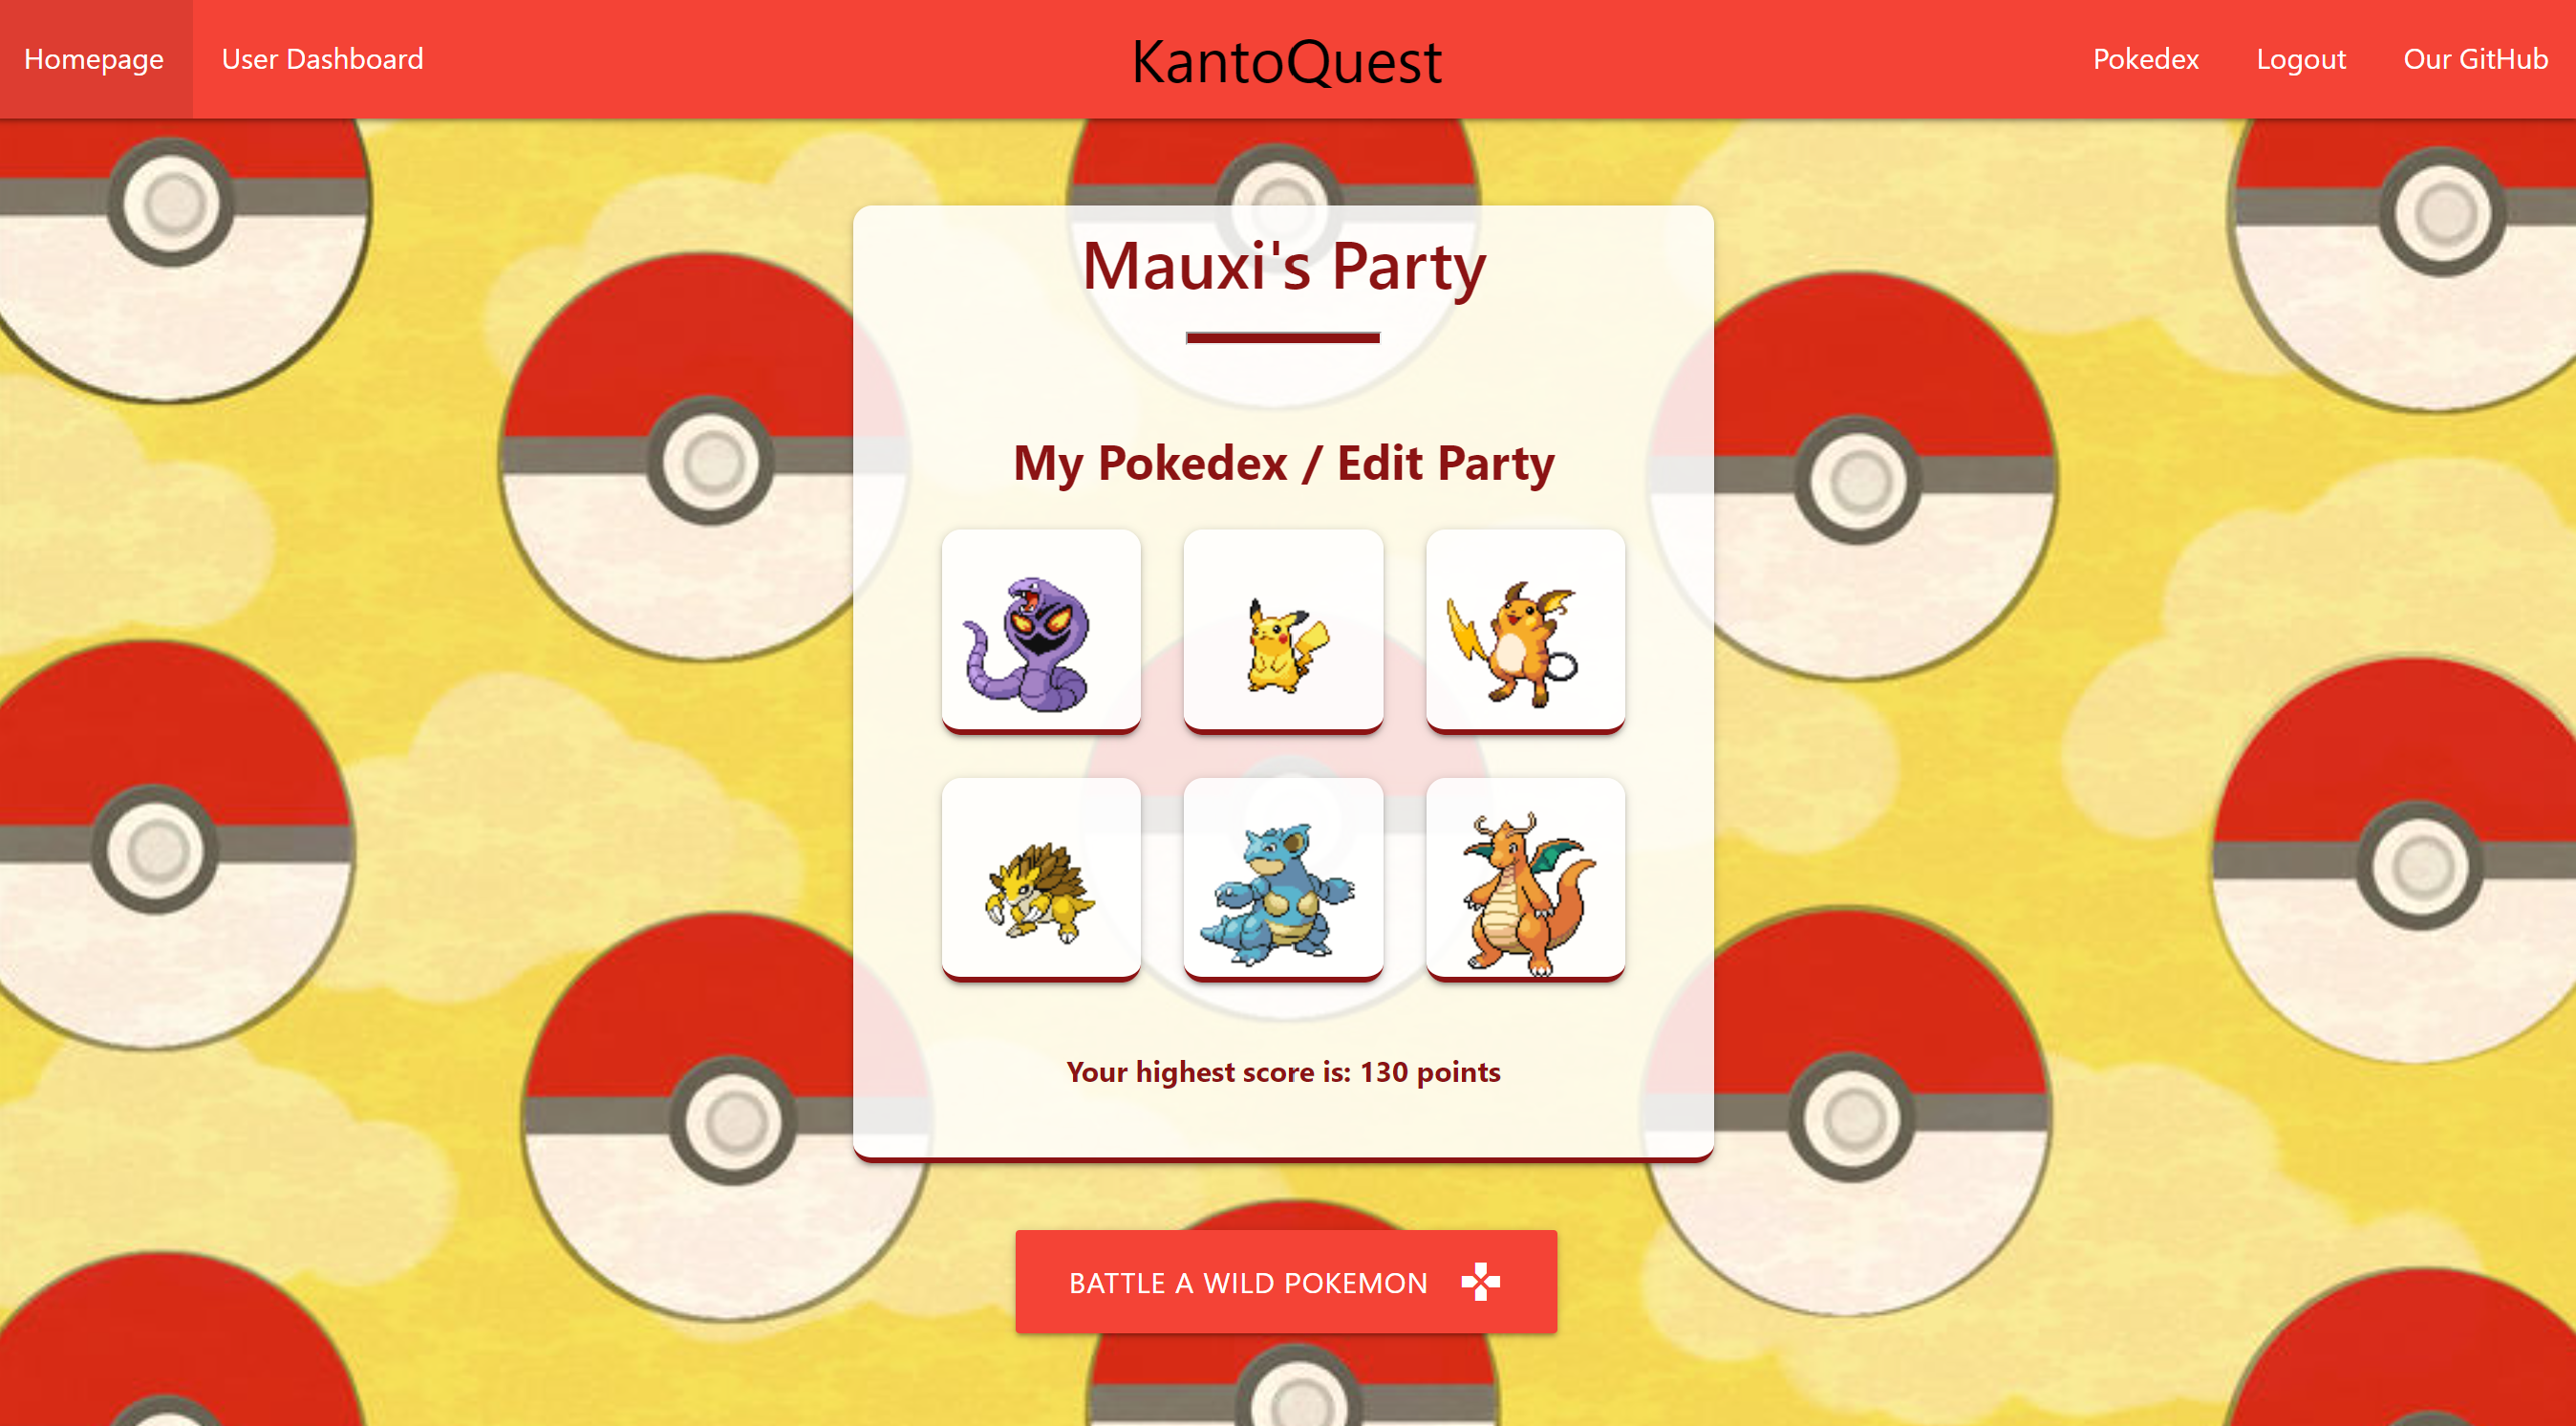 Homepage
User Dashboard
KantoQuest
Pokedex
Logout
Our GitHub
Mauxi's Party
My Pokedex / Edit Party
Your highest score is: 130 points
BATTLE A WILD POKEMON